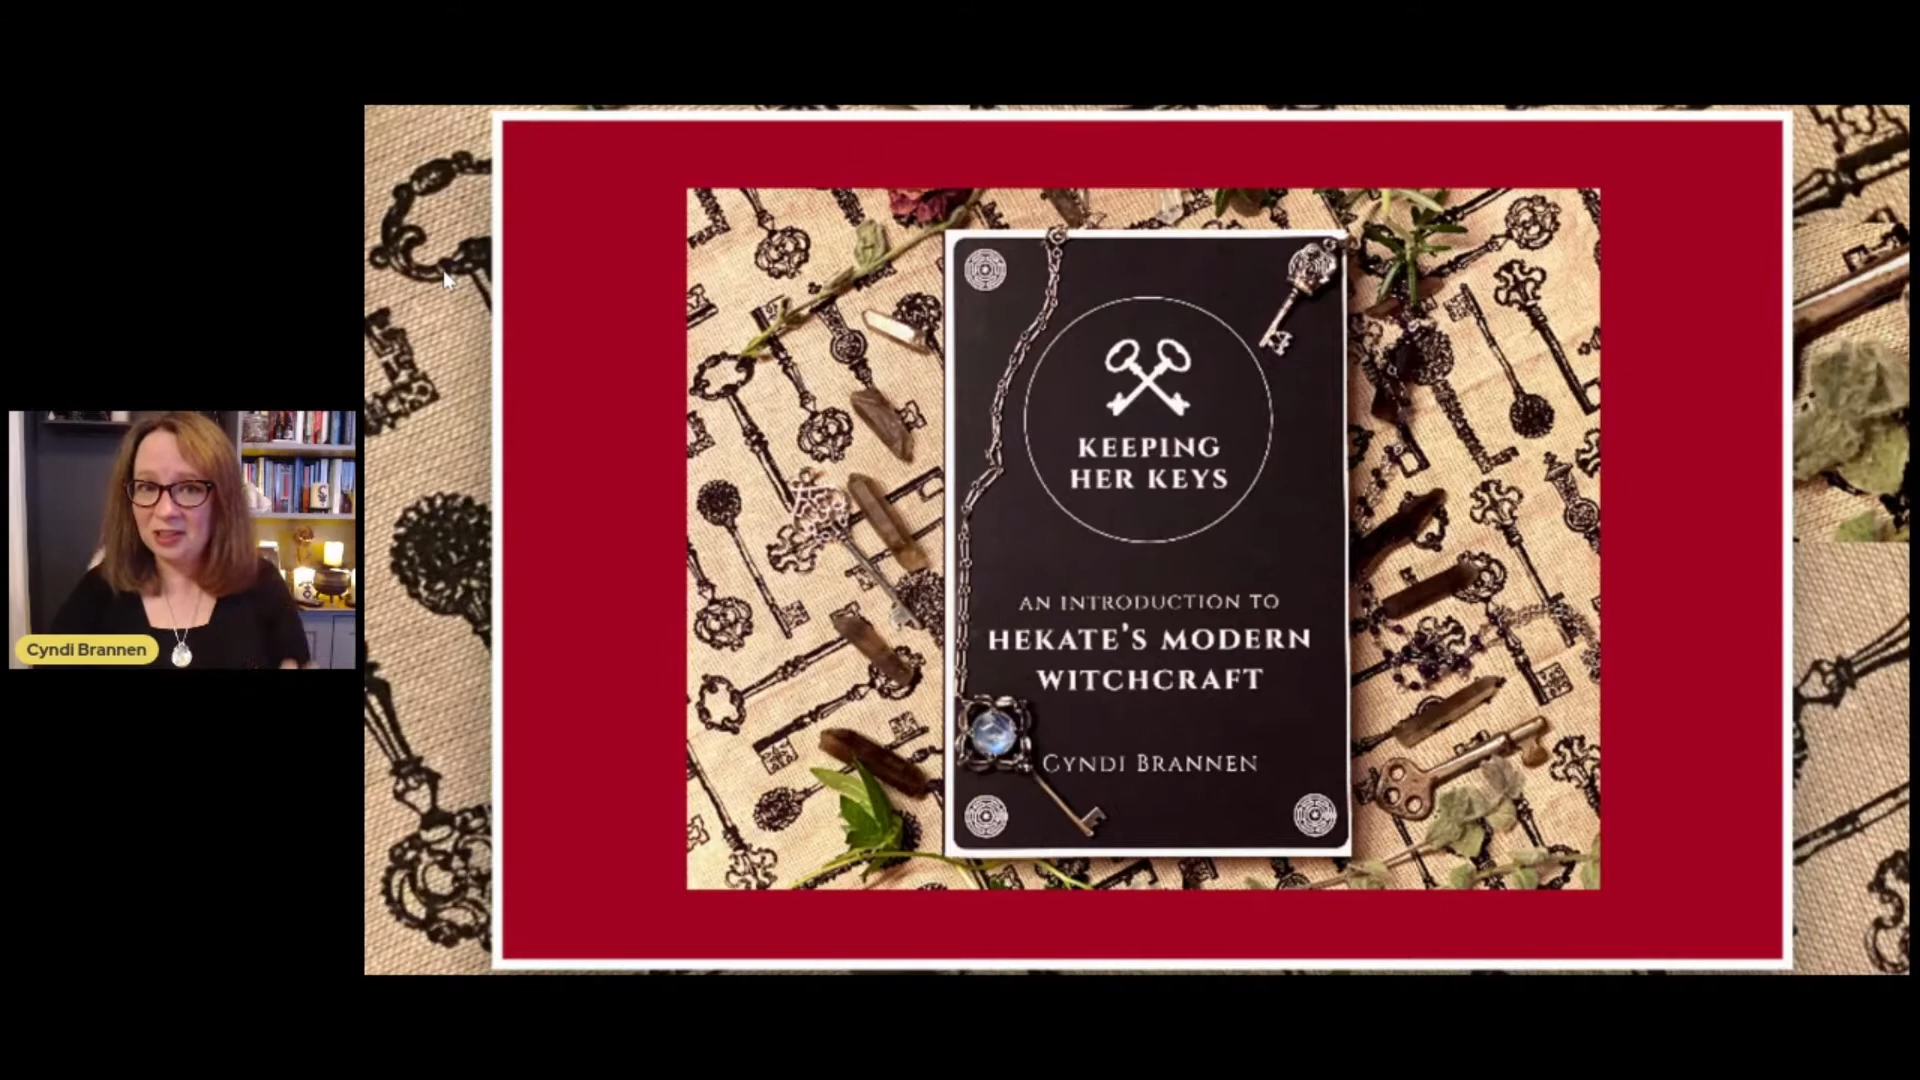 Cyndi Brannen
KEEPING
HER KEYS
AN INTRODUCTION TO
HEKATE'S MODERN
WITCHCRAFT
CYNDI BRANNEN